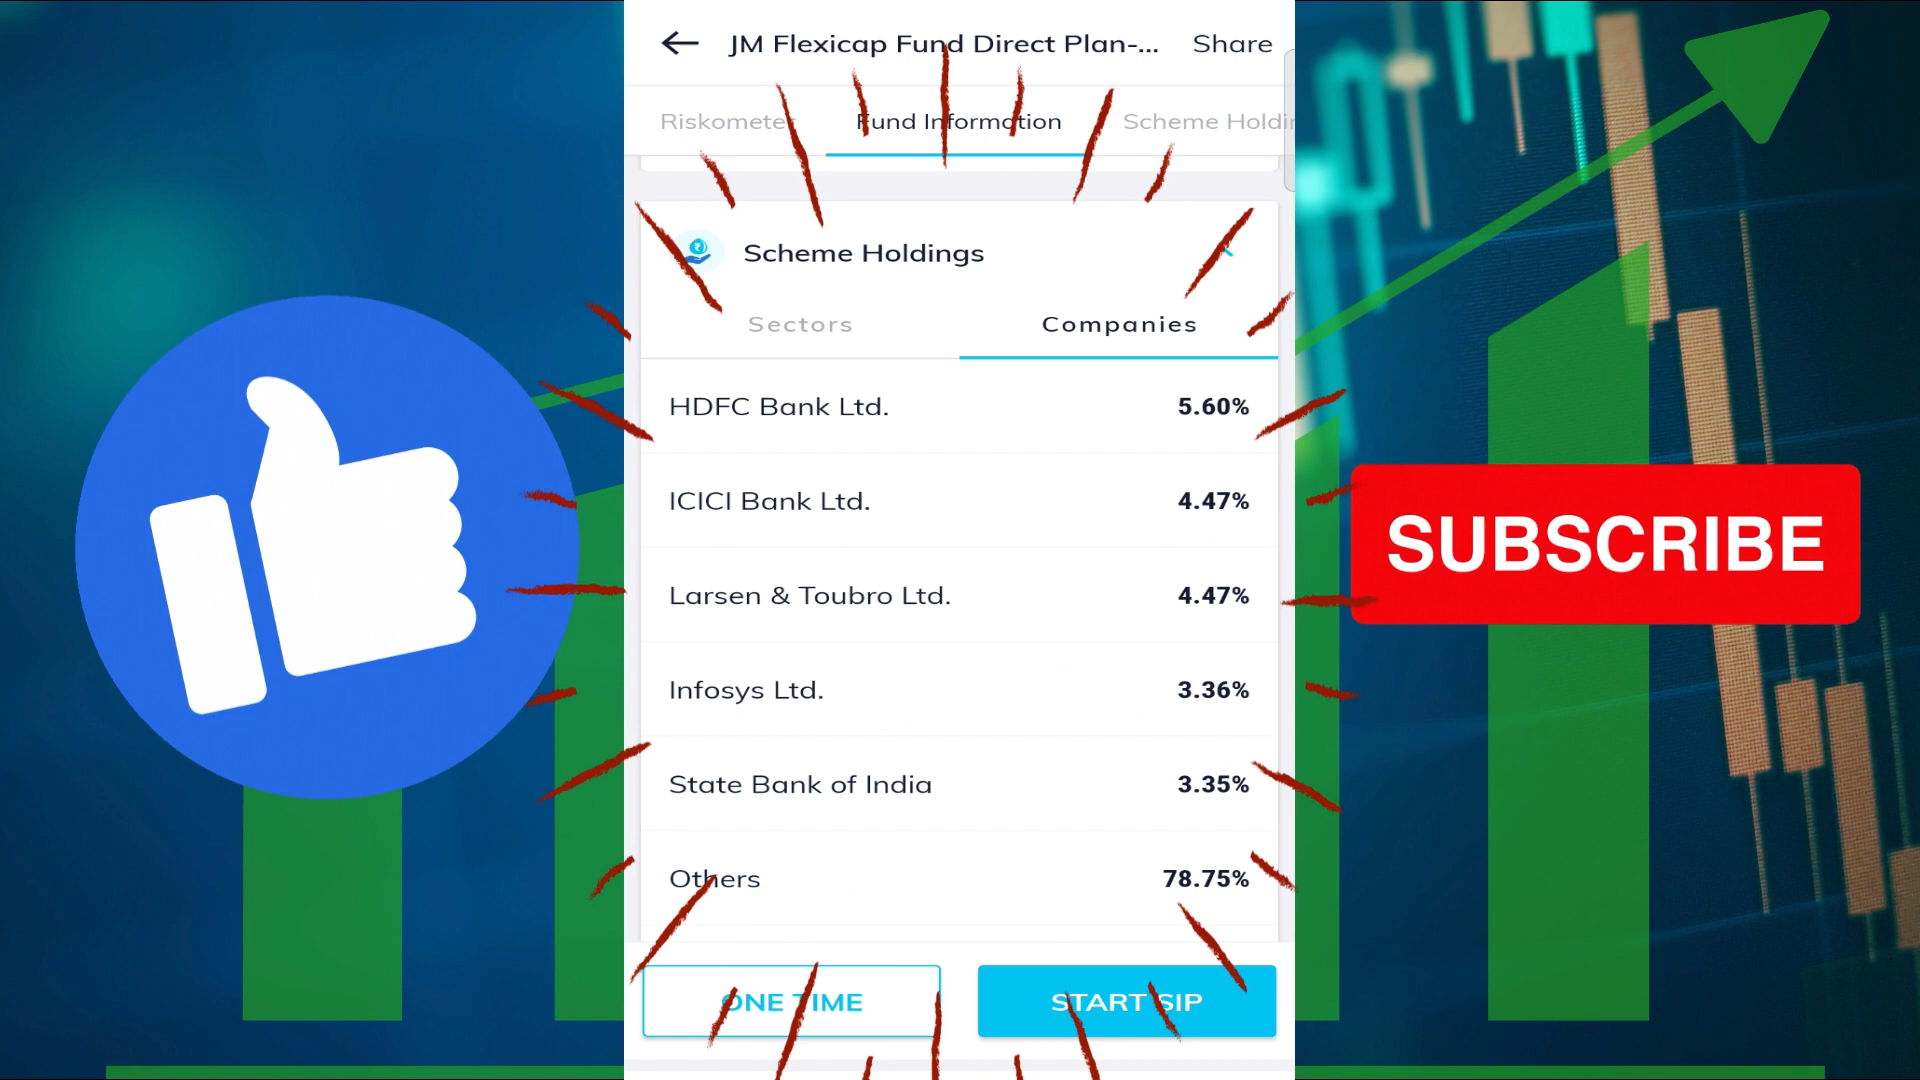 JM Flexicap Fund Direct Plan-... Share
Riskometer Fund Information Scheme Holdin
Scheme Holdings
Sectors Companies
HDFC Bank Ltd. 5.60%
ICICI Bank Ltd. 4.47%
Larsen & Toubro Ltd. 4.47%
Infosys Ltd. 3.36%
State Bank of India 3.35%
Others 78.75%
ONE TIME START SIP
SUBSCRIBE